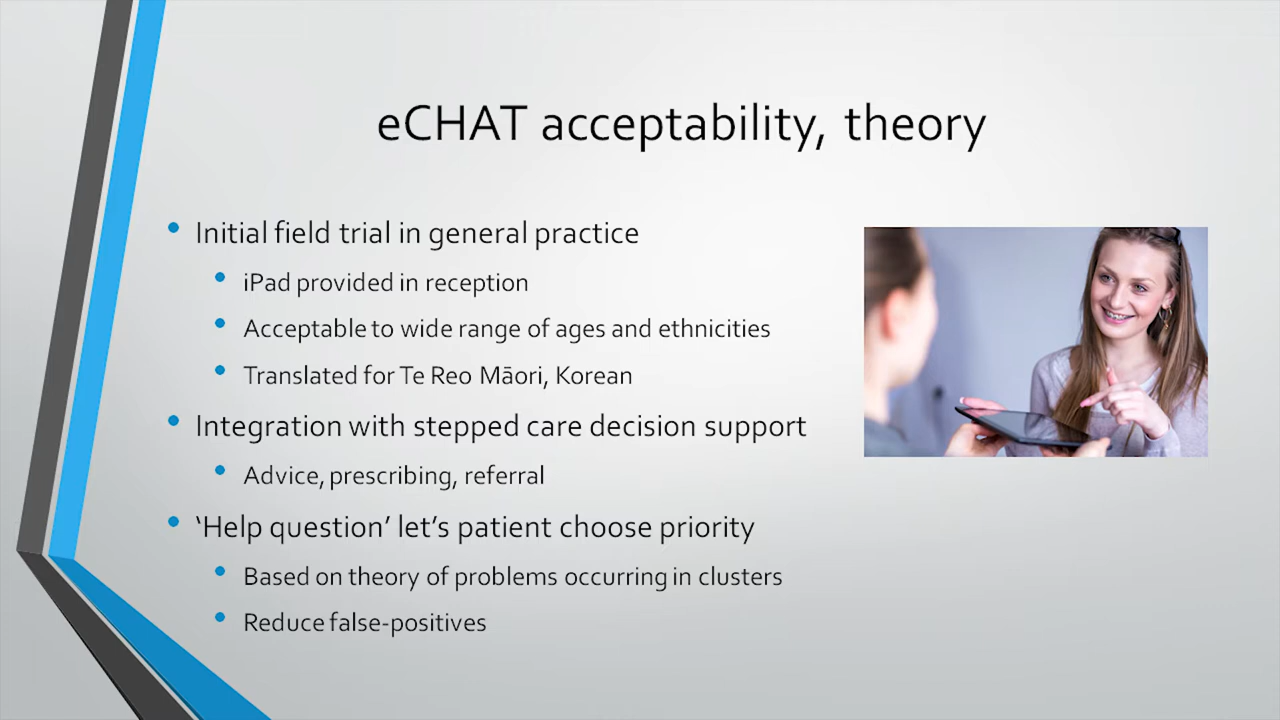 eCHAT acceptability, theory
• Initial field trial in general practice
• iPad provided in reception
• Acceptable to wide range of ages and ethnicities
• Translated for Te Reo Māori, Korean
• Integration with stepped care decision support
• Advice, prescribing, referral
• ‘Help question’ let’s patient choose priority
• Based on theory of problems occurring in clusters
• Reduce false-positives